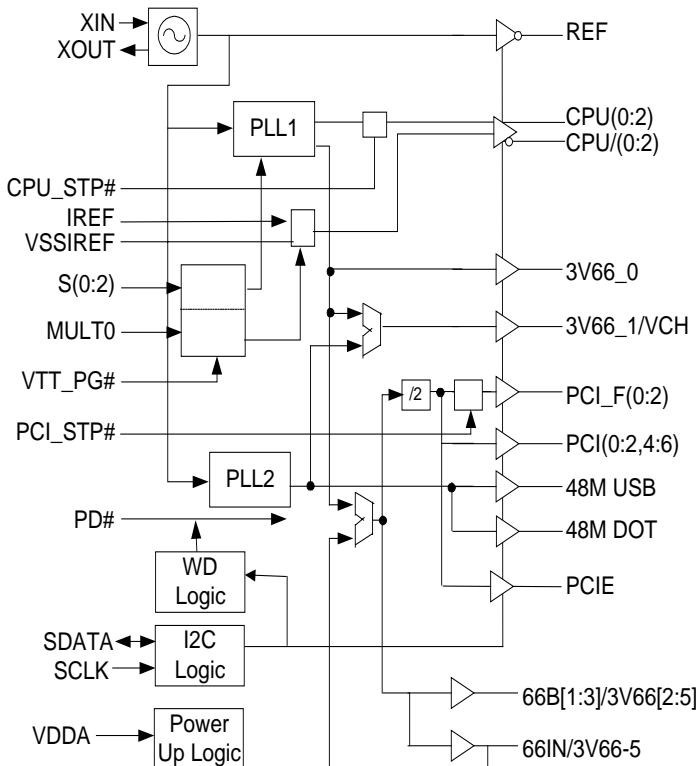 XIN
XOUT
REF
PLL1
CPU(0:2)
CPU/(0:2)
CPU_STP#
IREF
VSSIREF
S(0:2)
3V66_0
MULT0
3V66_1/VCH
VTT_PG#
/2
PCI_F(0:2)
PCI_STP#
PCI(0:2,4:6)
PLL2
48M USB
PD#
48M DOT
WD
Logic
PCIE
SDATA
I2C
Logic
SCLK
66B[1:3]/3V66[2:5]
VDDA
Power
Up Logic
66IN/3V66-5